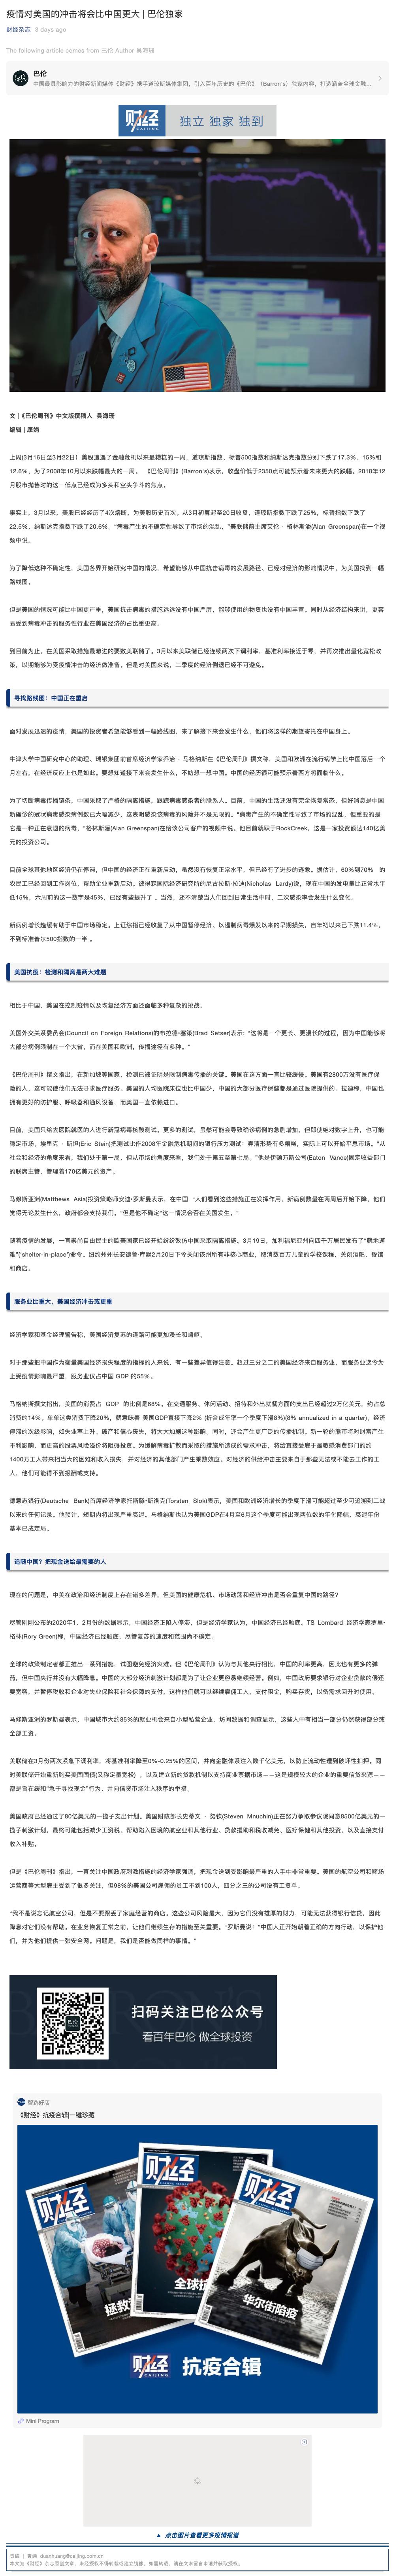 疫情对美国的冲击将会比中国更大 | 巴伦独家
财经杂志 3 days ago
The following article comes from 巴伦 Author 吴海珊
巴伦
中国最具影响力的财经新闻媒体《财经》携手道琼斯媒体集团,引入百年历史的《巴伦》(Barron's)独家内容,打造涵盖全球金融...
财经
CAIJING
独立 独家 独到
文 |《巴伦周刊》中文版撰稿人 吴海珊
编辑 | 康娟
上周(3月16日至3月22日)美股遭遇了金融危机以来最糟糕的一周,道琼斯指数、标普500指数和纳斯达克指数分别下跌了17.3%、15%和
12.6%,为了2008年10月以来跌幅最大的一周。 《巴伦周刊》(Barron's)表示,收盘价低于2350点可能预示着未来更大的跌幅。2018年12
月股市抛售时的这一低点已经成为多头和空头争斗的焦点。
事实上,3月以来,美股已经经历了4次熔断,为美股历史首次。从3月初算起至20日收盘,道琼斯指数下跌了25%,标普指数下跌了
22.5%,纳斯达克指数下跌了20.6%。"病毒产生的不确定性导致了市场的混乱,"美联储前主席艾伦 · 格林斯潘(Alan Greenspan)在一个视
频中说。
为了降低这种不确定性,美国各界开始研究中国的情况,希望能够从中国抗击病毒的发展路径、已经对经济的影响情况中,为美国找到一幅
路线图。
但是美国的情况可能比中国更严重,美国抗击病毒的措施远远没有中国严厉,能够使用的物资也没有中国丰富。同时从经济结构来讲,更容
易受到病毒冲击的服务性行业在美国经济的占比重更高。
到目前为止,在美国采取措施最激进的要数美联储了。3月以来美联储已经连续两次下调利率,基准利率接近于零,并再次推出量化宽松政
策,以期能够为受疫情冲击的经济做准备。但是对美国来说,二季度的经济倒退已经不可避免。
寻找路线图:中国正在重启
面对发展迅速的疫情,美国的投资者希望能够看到一幅路线图,来了解接下来会发生什么,他们将这样的期望寄托在中国身上。
牛津大学中国研究中心的助理、瑞银集团前首席经济学家乔治 · 马格纳斯在《巴伦周刊》撰文称,美国和欧洲在流行病学上比中国落后一个
月左右,在经济反应上也是如此。要想知道接下来会发生什么,不妨想一想中国。中国的经历很可能预示着西方将面临什么。
为了切断病毒传播链条,中国采取了严格的隔离措施,跟踪病毒感染者的联系人。目前,中国的生活还没有完全恢复常态,但好消息是中国
新确诊的冠状病毒感染病例数已大幅减少,这表明感染该病毒的风险并不是无限的。"病毒产生的不确定性导致了市场的混乱,但重要的是
它是一种正在衰退的病毒,"格林斯潘(Alan Greenspan)在给该公司客户的视频中说。他目前就职于RockCreek,这是一家投资额达140亿美
元的投资公司。
目前全球其他地区经济仍在停滞,但中国的经济正在重新启动,虽然没有恢复正常水平,但已经有了进步的迹象。据估计,60%到70% 的
农民工已经回到工作岗位,帮助企业重新启动。彼得森国际经济研究所的尼古拉斯·拉迪(Nicholas Lardy)说,现在中国的发电量比正常水平
低15%,六周前的这一数字是45%,已经有些提升了 。当然,还不清楚当人们回到日常生活中时,二次感染率会发生什么变化。
新病例增长趋缓有助于中国市场稳定。上证综指已经收复了从中国暂停经济、以遏制病毒爆发以来的早期损失,自年初以来已下跌11.4%,
不到标准普尔500指数的一半 。
美国抗疫:检测和隔离是两大难题
相比于中国,美国在控制疫情以及恢复经济方面还面临多种复杂的挑战。
美国外交关系委员会(Council on Foreign Relations)的布拉德·塞策(Brad Setser)表示: "这将是一个更长、更漫长的过程,因为中国能够将
大部分病例限制在一个大省,而在美国和欧洲,传播途径有多种。"
《巴伦周刊》撰文指出,在新加坡等国家,检测已被证明是限制病毒传播的关键。美国在这方面一直比较缓慢。美国有2800万没有医疗保
险的人,这可能使他们无法寻求医疗服务。美国的人均医院床位也比中国少,中国的大部分医疗保健都是通过医院提供的。拉迪称,中国也
拥有更好的防护服、呼吸器和通风设备,而美国一直依赖进口。
目前,美国只给去医院就医的人进行新冠病毒核酸测试。更多的测试,虽然可能会导致确诊病例的急剧增加,但即使绝对数字上升,也可能
稳定市场。埃里克 · 斯坦(Eric Stein)把测试比作2008年金融危机期间的银行压力测试: 弄清形势有多糟糕,实际上可以开始平息市场。"从
社会和经济的角度来看,我们处于第一局,但从市场的角度来看,我们处于第五至第七局。"他是伊顿万斯公司(Eaton Vance)固定收益部门
的联席主管,管理着170亿美元的资产。
马修斯亚洲(Matthews Asia)投资策略师安迪·罗斯曼表示,在中国 "人们看到这些措施正在发挥作用,新病例数量在两周后开始下降,他们
觉得无论发生什么,政府都会支持我们。"但是他不确定"这一情况会否在美国发生。"
随着疫情的发展,一直崇尚自由民主的欧美国家已经开始纷纷效仿中国采取隔离措施。3月19日,加利福尼亚州向四千万居民发布了"就地避
难"('shelter-in-place')命令。纽约州州长安德鲁·库默2月20日下令关闭该州所有非核心商业,取消数百万儿童的学校课程,关闭酒吧、餐馆
和商店。
服务业比重大,美国经济冲击或更重
经济学家和基金经理警告称,美国经济复苏的道路可能更加漫长和崎岖。
对于那些把中国作为衡量美国经济损失程度的指标的人来说,有一些差异值得注意。超过三分之二的美国经济来自服务业,而服务业迄今为
止受疫情影响最严重,服务业仅占中国 GDP 的55%。
马格纳斯撰文指出,美国的消费占 GDP 的比例是68%。在交通服务、休闲活动、招待和外出就餐方面的支出已经超过2万亿美元,约占总
消费的14%。单单这类消费下降20%,就意味着 美国GDP直接下降2% (折合成年率一个季度下滑8%)(8% annualized in a quarter)。经济
停滞的次级影响,如失业率上升、破产和信心丧失,将大大加剧这种影响。同时,还会产生更广泛的传播机制。新一轮的熊市将对财富产生
不利影响,而更高的股票风险溢价将阻碍投资。为缓解病毒扩散而采取的措施所造成的需求冲击,将给直接受雇于最敏感消费部门的约
1400万工人带来相当大的困难和收入损失,并对经济的其他部门产生乘数效应。对经济的供给冲击主要来自于那些无法或不能去工作的工
人,他们可能得不到报酬或支持。
德意志银行(Deutsche Bank)首席经济学家托斯滕•斯洛克(Torsten Slok)表示,美国和欧洲经济增长的季度下滑可能超过至少可追溯到二战
以来的任何记录。他预计,短期内将出现严重衰退。马格纳斯也认为美国GDP在4月至6月这个季度可能出现两位数的年化降幅,衰退年份
基本已成定局。
追随中国?把现金送给最需要的人
现在的问题是,中美在政治和经济制度上存在诸多差异,但美国的健康危机、市场动荡和经济冲击是否会重复中国的路径?
尽管刚刚公布的2020年1、2月份的数据显示,中国经济正陷入停滞,但是经济学家认为,中国经济已经触底。TS Lombard 经济学家罗里•
格林(Rory Green)称,中国经济已经触底,尽管复苏的速度和范围尚不确定。
全球的政策制定者都正推出一系列措施,试图避免经济灾难。但《巴伦周刊》认为与其他央行相比,中国的利率更高,因此也有更多的弹
药,但中国央行并没有大幅降息。中国的大部分经济刺激计划都是为了让企业更容易继续经营。例如,中国政府要求银行对企业贷款的偿还
要宽容,并暂停税收和企业对失业保险和社会保障的支付,这样他们就可以继续雇佣工人,支付租金,购买存货,以备需求回升时使用。
马修斯亚洲的罗斯曼表示,中国城市大约85%的就业机会来自小型私营企业。坊间数据和调查显示,这些人中有相当一部分仍然获得部分或
全部工资。
美联储在3月份两次紧急下调利率,将基准利率降至0%-0.25%的区间,并向金融体系注入数千亿美元,以防止流动性遭到破坏性扣押。同
时美联储开始重新购买美国国债(又称定量宽松) ,以及建立新的贷款机制以支持商业票据市场——这是规模较大的企业的重要信贷来源——
都是旨在缓和"急于寻找现金"行为、并向信贷市场注入秩序的举措。
美国政府已经通过了80亿美元的一揽子支出计划。美国财政部长史蒂文 · 努钦(Steven Mnuchin)正在努力争取参议院同意8500亿美元的一
揽子刺激计划,最终可能包括减少工资税、帮助陷入困境的航空业和其他行业、贷款援助和税收减免、医疗保健和其他投资,以及直接支付
收入补贴。
但是《巴伦周刊》指出,一直关注中国政府刺激措施的经济学家强调,把现金送到受影响最严重的人手中非常重要。美国的航空公司和赌场
运营商等大型雇主受到了很多关注,但98%的美国公司雇佣的员工不到100人,四分之三的公司没有工资单。
"我不是说忘记航空公司,但是不要跟丢了家庭经营的商店。这些公司风险最大,因为它们没有雄厚的财力,可能无法获得银行信贷,因此
降息对它们没有帮助。在业务恢复正常之前,让他们继续生存的措施至关重要。"罗斯曼说:"中国人正开始朝着正确的方向行动,以保护他
们,并为他们提供一张安全网。问题是,我们是否能做同样的事情。"
扫码关注巴伦公众号
看百年巴伦 做全球投资
智选好店
《财经》抗疫合辑|一键珍藏
财经
财经
财经
全球抗
华尔街陷疫
财经
抗疫合辑
Mini Program
▲ 点击图片查看更多疫情报道
责编 | 黄端 duanhuang@caijing.com.cn
本文为《财经》杂志原创文章,未经授权不得转载或建立镜像。如需转载,请在文末留言申请并获取授权。